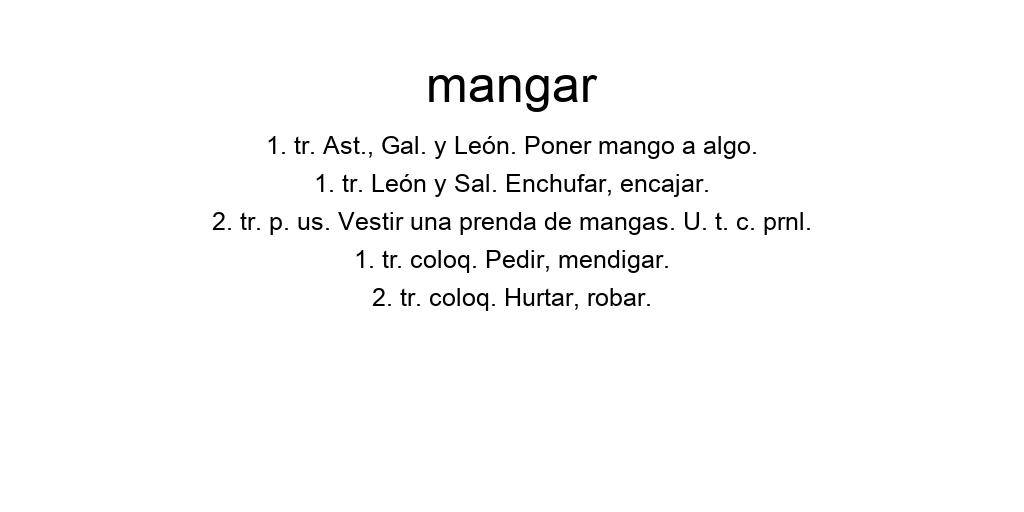 mangar
1. tr. Ast., Gal. y León. Poner mango a algo.
1. tr. León y Sal. Enchufar, encajar.
2. tr. p. us. Vestir una prenda de mangas. U. t. c. prnl.
1. tr. coloq. Pedir, mendigar.
2. tr. coloq. Hurtar, robar.